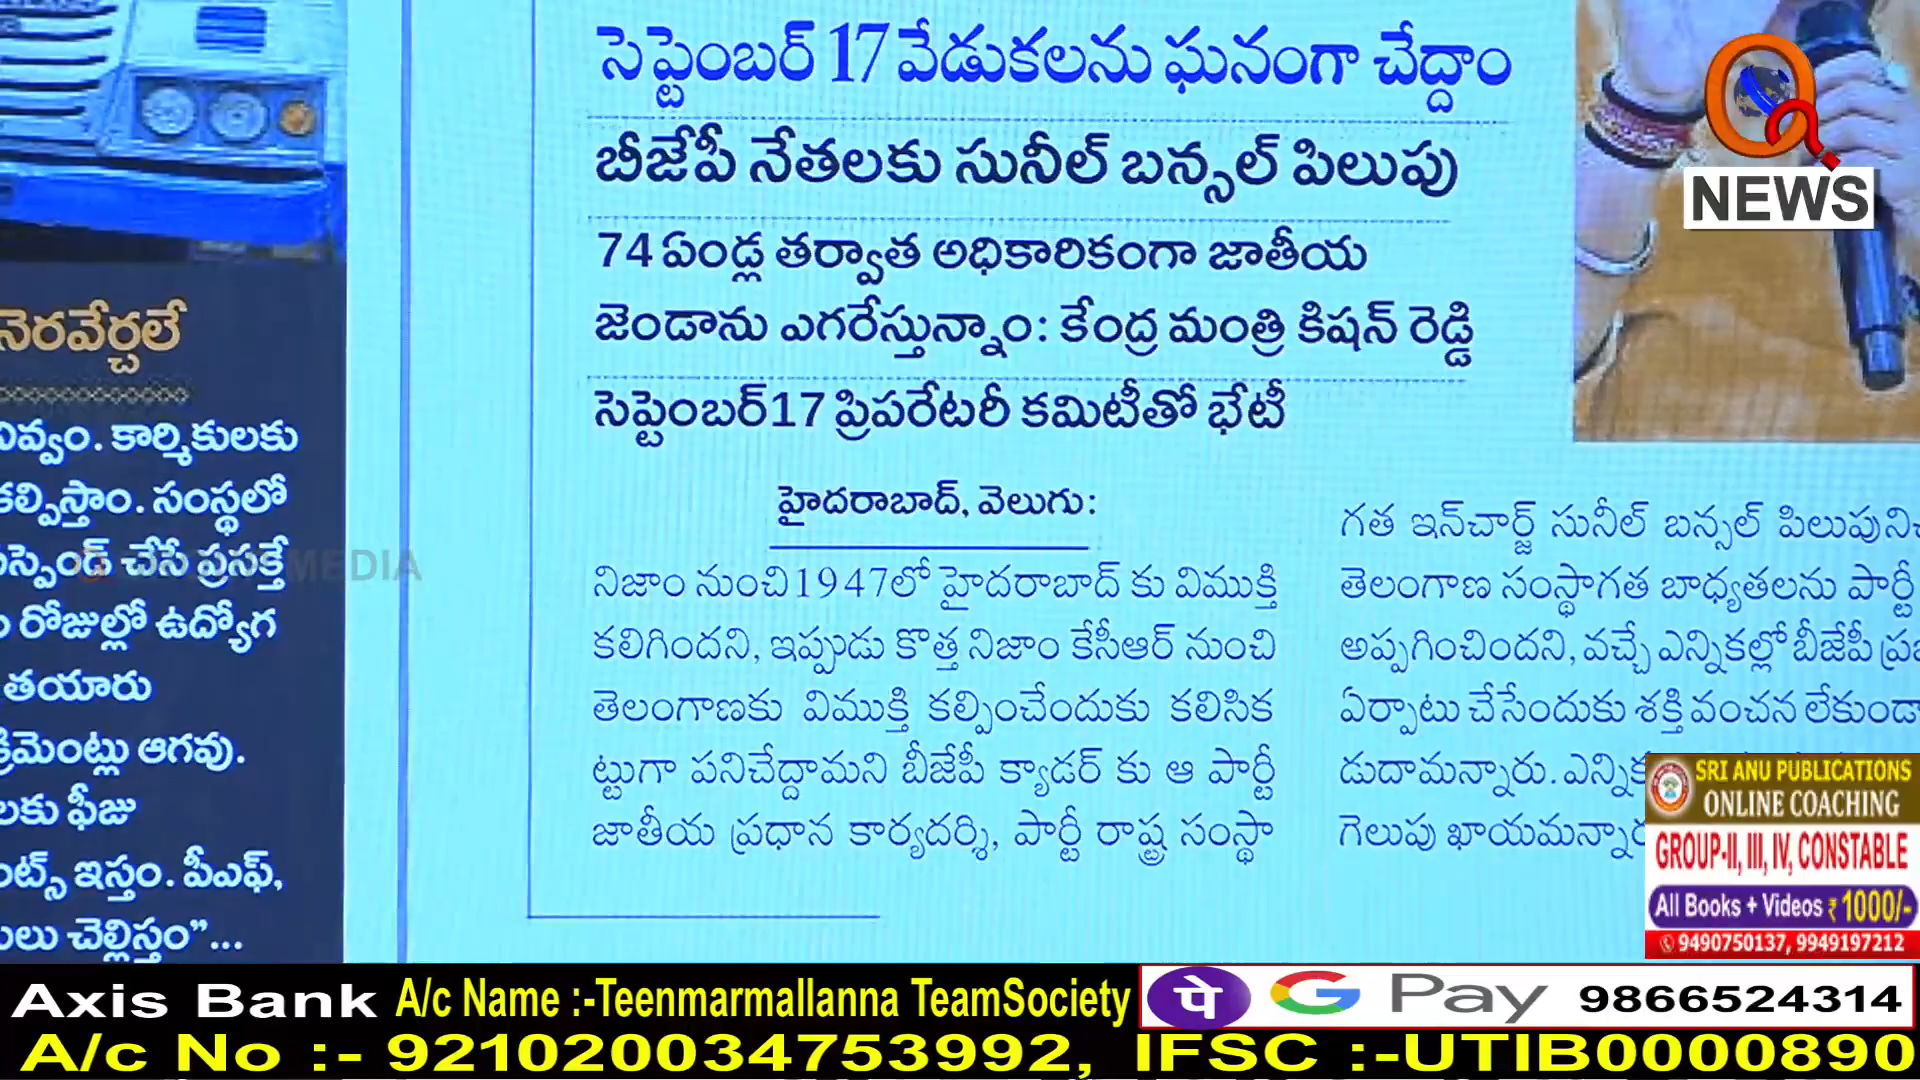 సెప్టెంబర్ 17 వేడుకలను ఘనంగా చేద్దాం
బీజేపీ నేతలకు సునీల్ బన్సల్ పిలుపు
74 ఏండ్ల తర్వాత అధికారికంగా జాతీయ
జెండాను ఎగరేస్తున్నాం: కేంద్ర మంత్రి కిషన్ రెడ్డి
సెప్టెంబర్17 ప్రిపరేటరీ కమిటీతో భేటీ
హైదరాబాద్, వెలుగు:
నిజాం నుంచి 1947లో హైదరాబాద్ కు విముక్తి
కలిగిందని, ఇప్పుడు కొత్త నిజాం కేసీఆర్ నుంచి
తెలంగాణకు విముక్తి కల్పించేందుకు కలిసిక
ట్టుగా పనిచేద్దామని బీజేపీ క్యాడర్ కు ఆ పార్టీ
జాతీయ ప్రధాన కార్యదర్శి, పార్టీ రాష్ట్ర సంస్థా
గత ఇన్‌చార్జ్ సునీల్ బన్సల్ పిలుపుని
తెలంగాణ సంస్థాగత బాధ్యతలను పార్టీ
అప్పగించిందని, వచ్చే ఎన్నికల్లో బీజేపీ ప్ర
ఏర్పాటు చేసేందుకు శక్తి వంచన లేకుండా
డుదామన్నారు. ఎన్నిక
గెలుపు ఖాయమన్నార
నెరవేర్చలే
నివ్వం. కార్మికులకు
కల్పిస్తాం. సంస్థలో
స్పెండ్ చేసే ప్రసక్తే
రోజుల్లో ఉద్యోగ
తయారు
క్రిమెంట్లు ఆగవు.
లకు ఫీజు
ంట్స్ ఇస్తం. పీఎఫ్,
లు చెల్లిస్తం”...
MEDIA
Q NEWS
SRI ANU PUBLICATIONS
ONLINE COACHING
GROUP-II, III, IV, CONSTABLE
All Books + Videos ₹ 1000/-
9490750137, 9949197212
Axis Bank A/c Name :-Teenmarmallanna TeamSociety पे G Pay 9866524314
A/c No :- 921020034753992, IFSC :-UTIB0000890